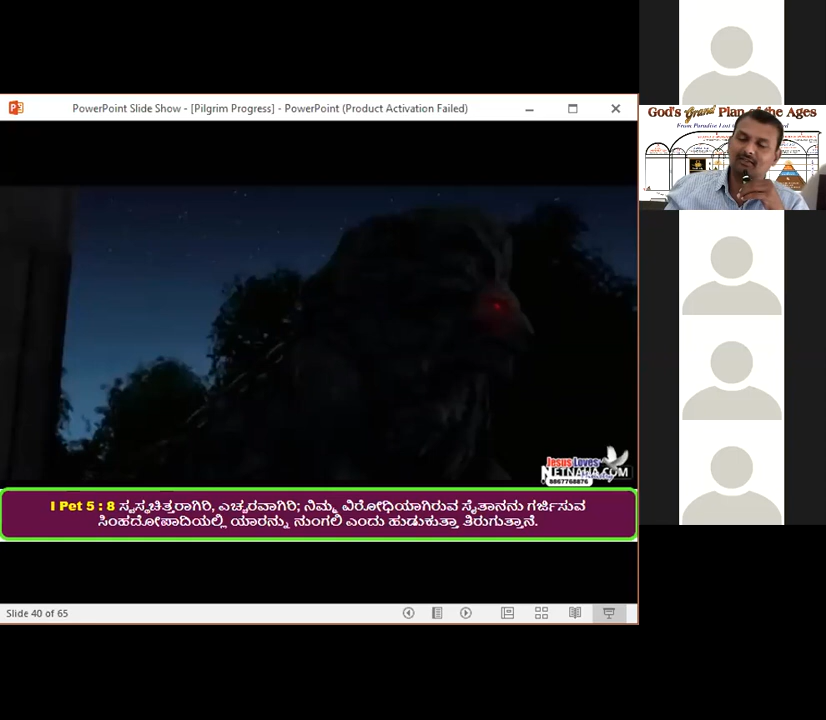 PowerPoint Slide Show - [Pilgrim Progress] - PowerPoint (Product Activation Failed)
God's Grand Plan of the Ages
Jesus Loves
NETNAHA.COM
8867768876
I Pet 5 : 8 ಸ್ವಸ್ಥಚಿತ್ತರಾಗಿರಿ, ಎಚ್ಚರವಾಗಿರಿ; ನಿಮ್ಮ ವಿರೋಧಿಯಾಗಿರುವ ಸೈತಾನನು ಗರ್ಜಿಸುವ
ಸಿಂಹದೋಪಾದಿಯಲ್ಲಿ ಯಾರನ್ನು ನುಂಗಲಿ ಎಂದು ಹುಡುಕುತ್ತಾ ತಿರುಗುತ್ತಾನೆ.
Slide 40 of 65